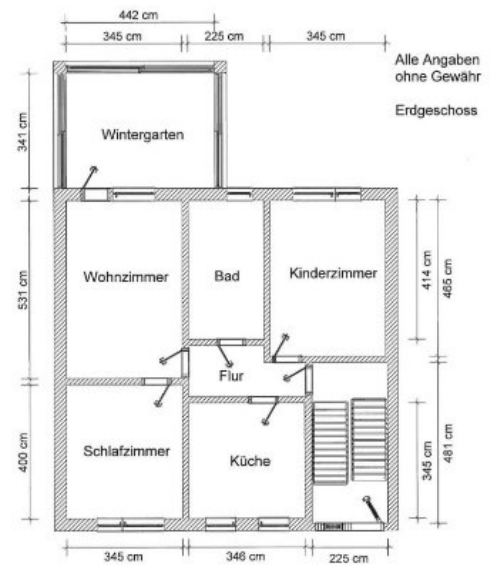 442 cm
345 cm
225 cm
345 cm
Alle Angaben
ohne Gewähr
Erdgeschoss
341 cm
Wintergarten
531 cm
Wohnzimmer
Bad
Kinderzimmer
414 cm
465 cm
Flur
400 cm
Schlafzimmer
Küche
345 cm
481 cm
345 cm
346 cm
225 cm